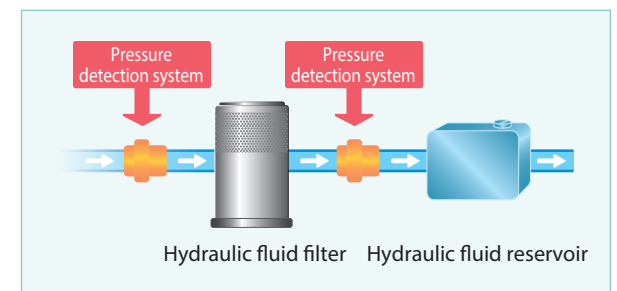 Pressure
detection system
Pressure
detection system
Hydraulic fluid filter
Hydraulic fluid reservoir